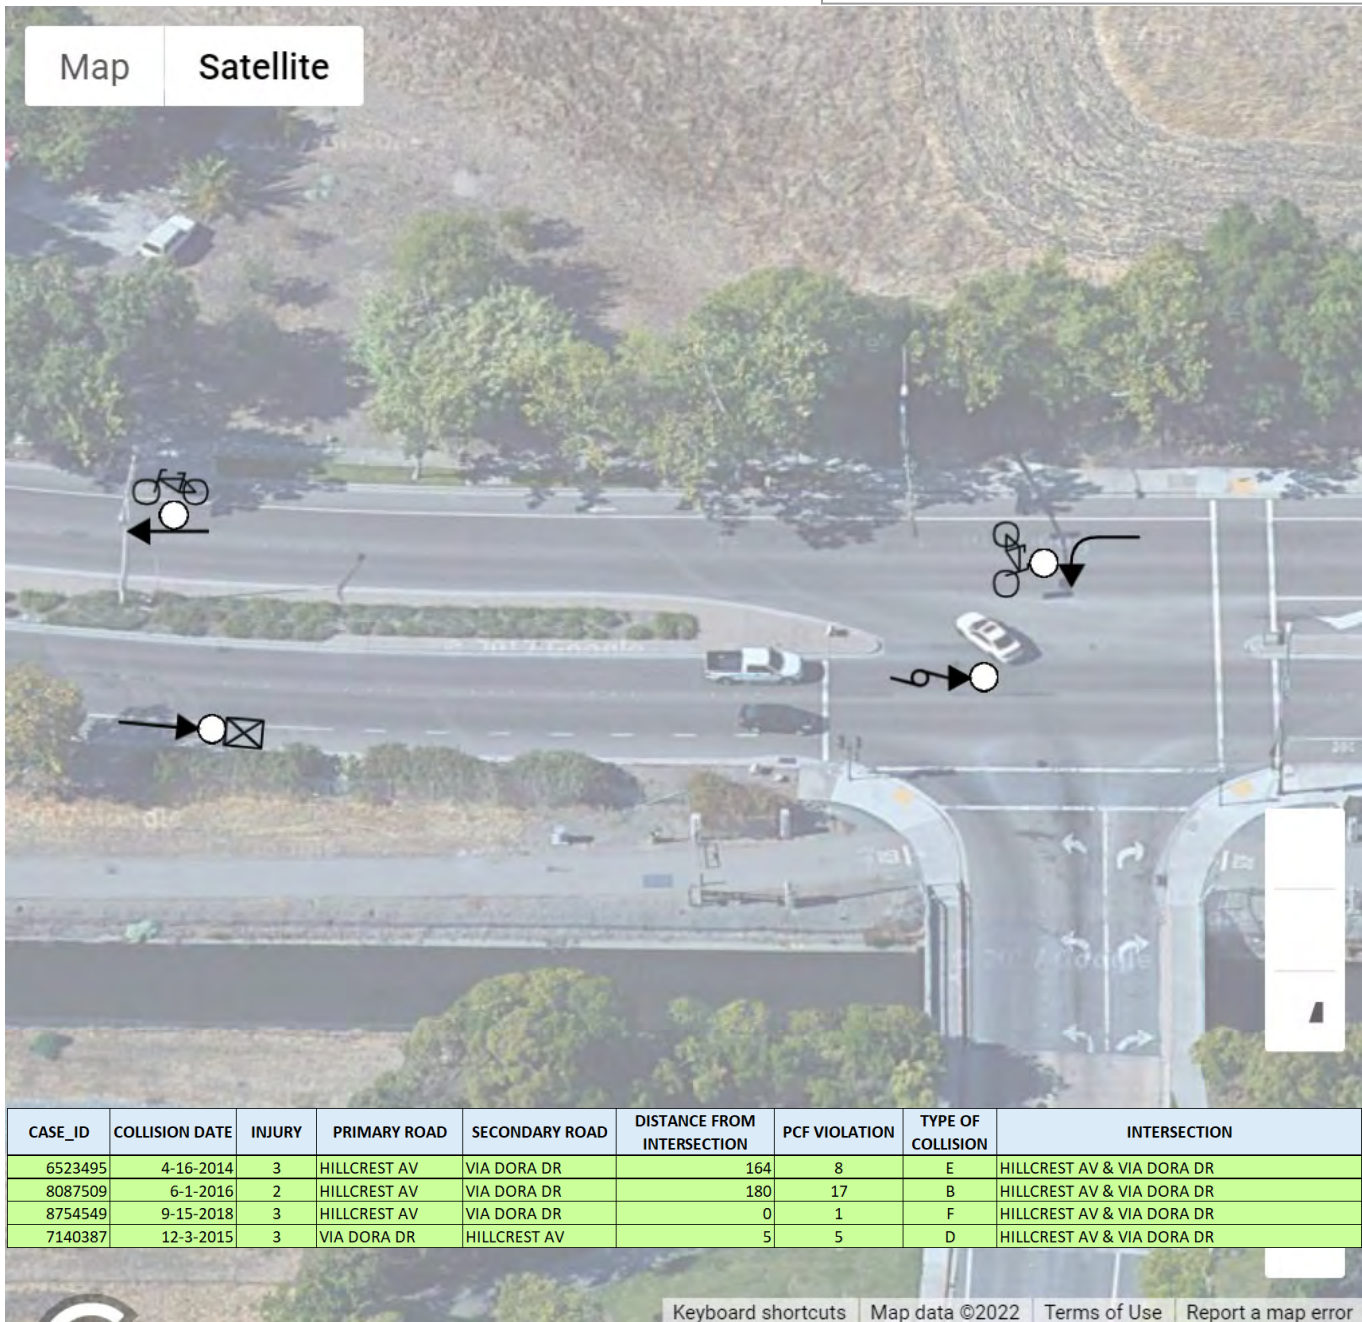 Map Satellite
CASE_ID COLLISION DATE INJURY PRIMARY ROAD SECONDARY ROAD DISTANCE FROM INTERSECTION PCF VIOLATION TYPE OF COLLISION INTERSECTION
6523495 4-16-2014 3 HILLCREST AV VIA DORA DR 164 8 E HILLCREST AV & VIA DORA DR
8087509 6-1-2016 2 HILLCREST AV VIA DORA DR 180 17 B HILLCREST AV & VIA DORA DR
8754549 9-15-2018 3 HILLCREST AV VIA DORA DR 0 1 F HILLCREST AV & VIA DORA DR
7140387 12-3-2015 3 VIA DORA DR HILLCREST AV 5 5 D HILLCREST AV & VIA DORA DR
Keyboard shortcuts Map data ©2022 Terms of Use Report a map error